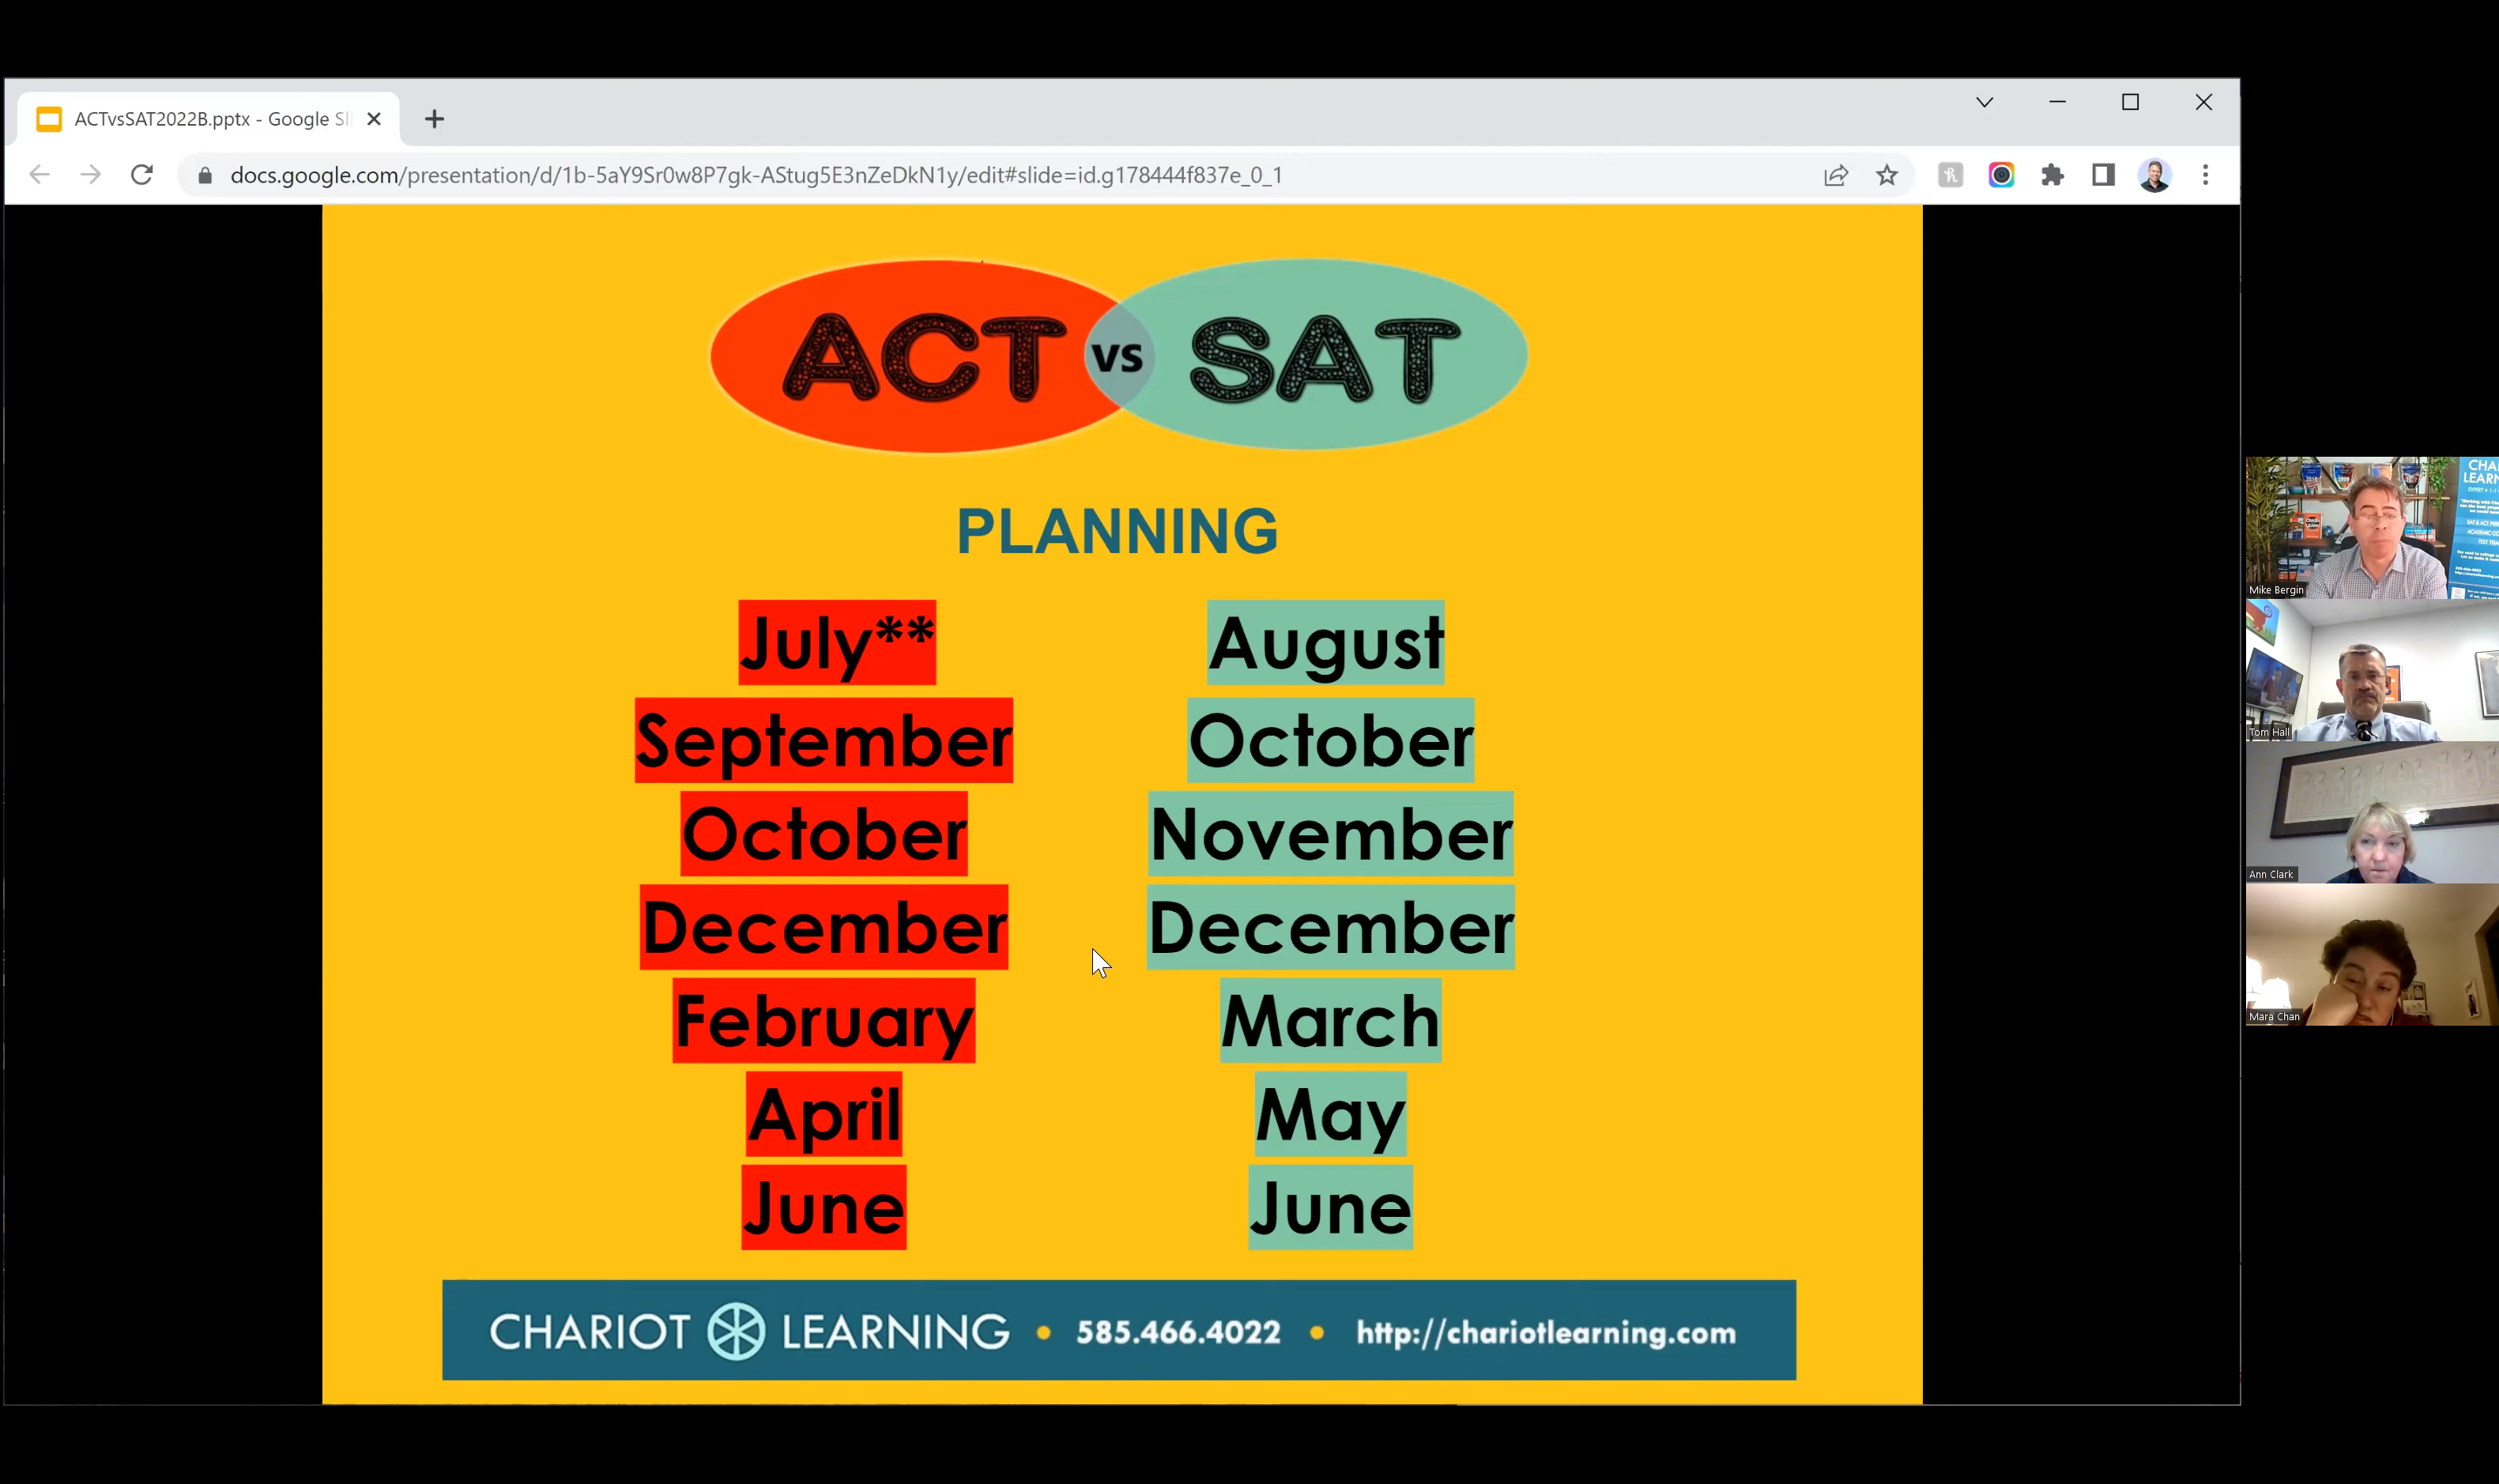 ACTvsSAT2022B.pptx - Google Sl
docs.google.com/presentation/d/1b-5aY9Sr0w8P7gk-AStug5E3nZeDkN1y/edit#slide=id.g178444f837e_0_1
ACT vs SAT
PLANNING
July** August
September October
October November
December December
February March
April May
June June
CHARIOT LEARNING • 585.466.4022 • http://chariotlearning.com
CHA
LEARN
Mike Bergin
Tom Hall
Ann Clark
Mara Chan